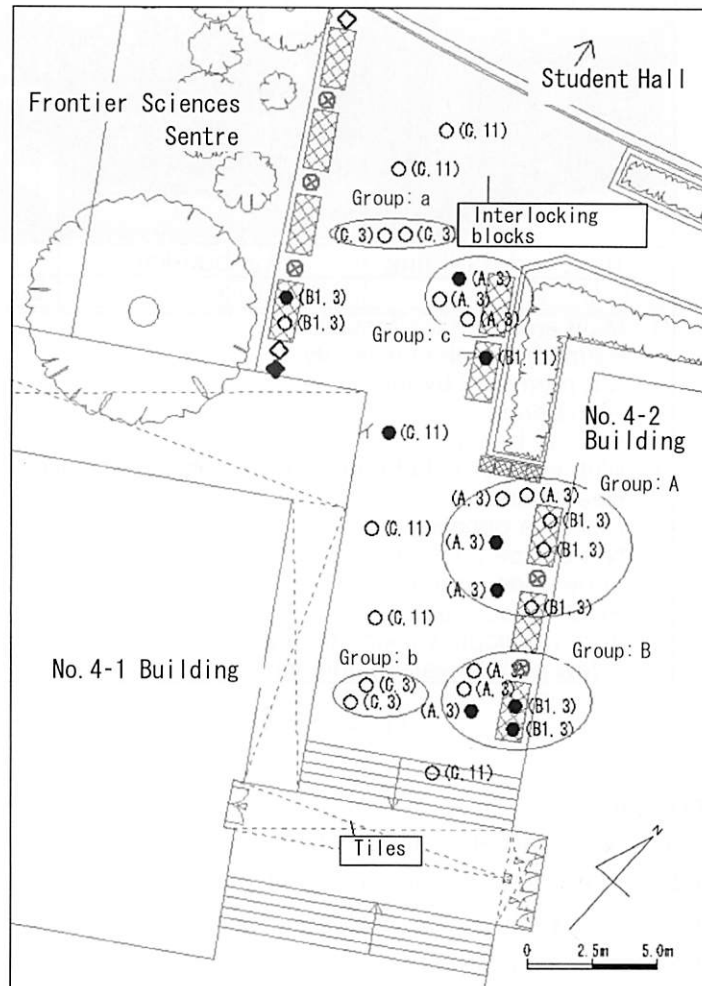 Student Hall
Frontier Sciences
Sentre
(C, 11)
(C, 11)
Group: a
Interlocking
blocks
(C, 3) (C, 3)
(A, 3)
(A, 3)
(A, 3)
(B1, 3)
(B1, 3)
Group: c
(B1, 11)
No. 4-2
Building
(C, 11)
Group: A
(A, 3) (A, 3)
(B1, 3)
(C, 11)
(A, 3) (B1, 3)
(A, 3)
(B1, 3)
(C, 11)
Group: b
Group: B
No. 4-1 Building
(A, 3)
(C, 3) (A, 3)
(C, 3) (A, 3) (B1, 3)
(B1, 3)
(C, 11)
Tiles
N
0 2.5m 5.0m